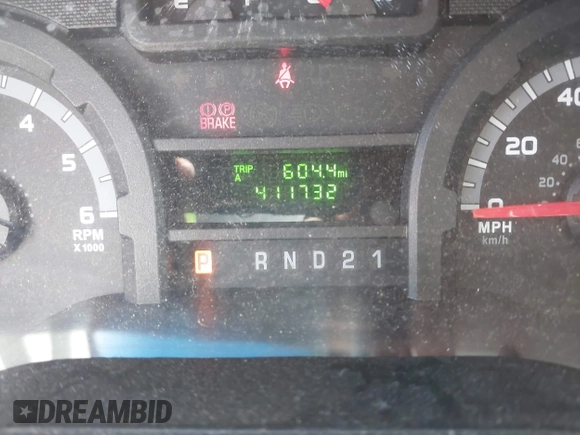 E F
BRAKE
TRIP A 604.4 mi
411732
4 5 6
RPM
X1000
0 20 40
20 40
MPH
km/h
P R N D 2 1
DREAMBID